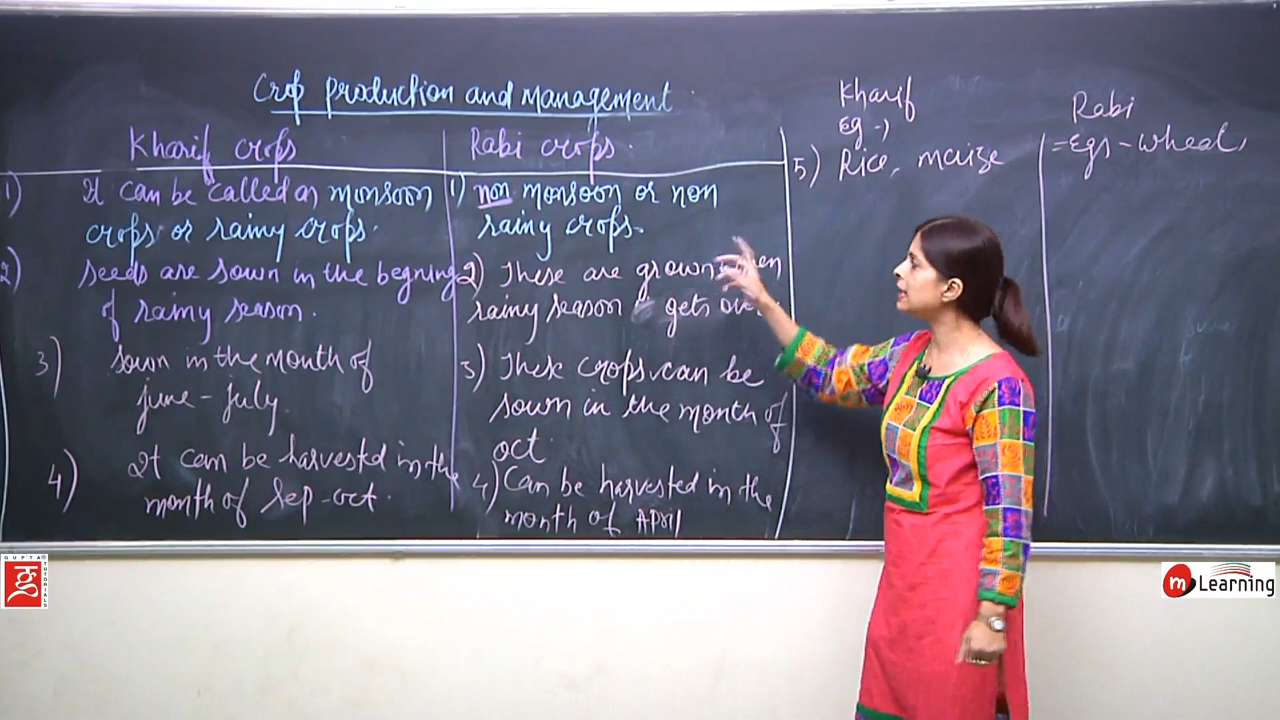 Crop production and management
Kharif crops
1) It can be called as monsoon
crops or rainy crops.
2) seeds are sown in the begning
of rainy season.
3) sown in the month of
june - July.
4) It can be harvested in the
month of Sep - oct.
Rabi crops.
1) non monsoon or non
rainy crops.
2) These are grown
rainy season gets
3) These crops can be
sown in the month of
oct.
4) Can be harvested in the
month of APril
Kharif
Eg →
5) Rice, maize
Rabi
= Egs - wheat,
GUPTA TUTORIALS
m Learning